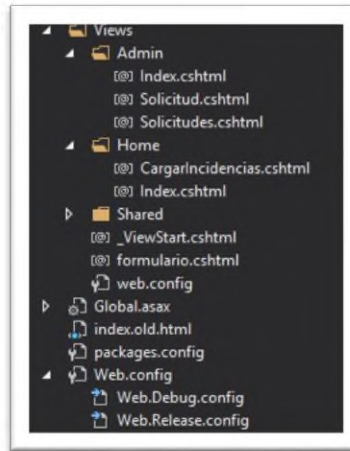 Views
Admin
[@] Index.cshtml
[@] Solicitud.cshtml
[@] Solicitudes.cshtml
Home
[@] CargarIncidencias.cshtml
[@] Index.cshtml
Shared
[@] _ViewStart.cshtml
[@] formulario.cshtml
web.config
Global.asax
index.old.html
packages.config
Web.config
Web.Debug.config
Web.Release.config